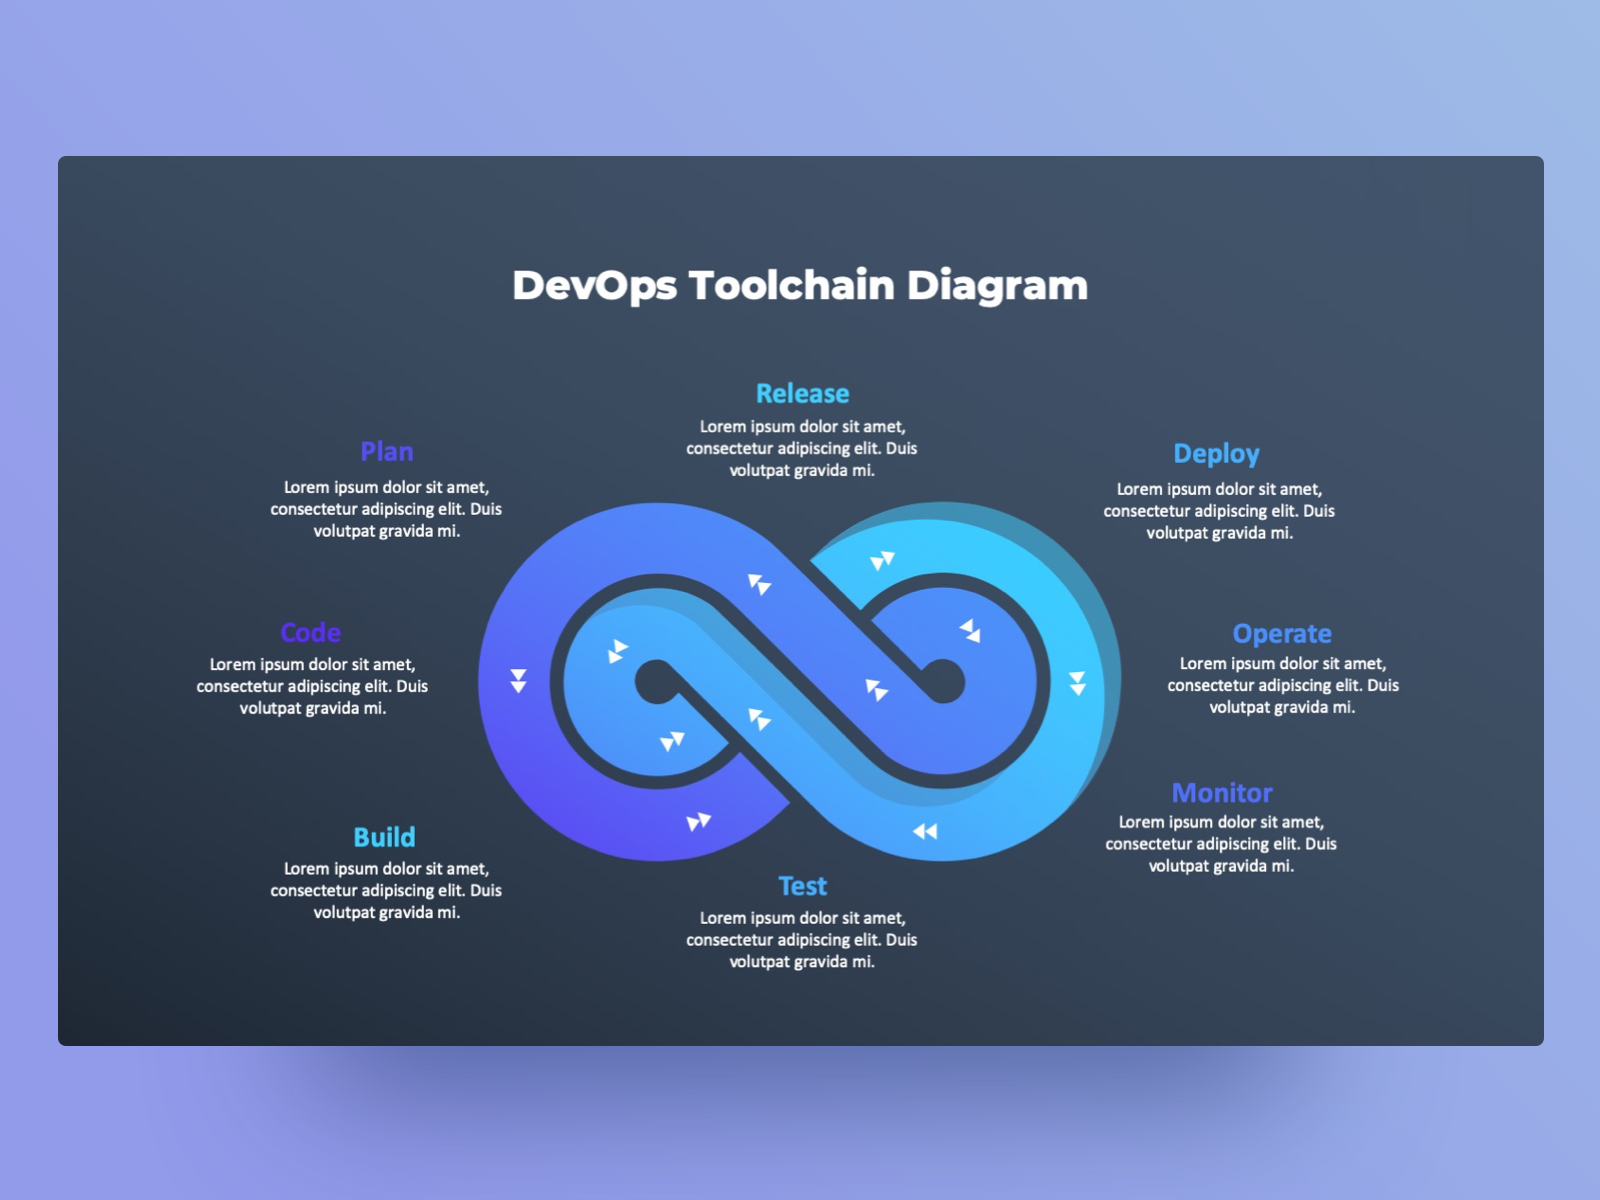 DevOps Toolchain Diagram
Release
Lorem ipsum dolor sit amet,
consectetur adipiscing elit. Duis
volutpat gravida mi.
Plan
Lorem ipsum dolor sit amet,
consectetur adipiscing elit. Duis
volutpat gravida mi.
Deploy
Lorem ipsum dolor sit amet,
consectetur adipiscing elit. Duis
volutpat gravida mi.
Code
Lorem ipsum dolor sit amet,
consectetur adipiscing elit. Duis
volutpat gravida mi.
Operate
Lorem ipsum dolor sit amet,
consectetur adipiscing elit. Duis
volutpat gravida mi.
Monitor
Lorem ipsum dolor sit amet,
consectetur adipiscing elit. Duis
volutpat gravida mi.
Build
Lorem ipsum dolor sit amet,
consectetur adipiscing elit. Duis
volutpat gravida mi.
Test
Lorem ipsum dolor sit amet,
consectetur adipiscing elit. Duis
volutpat gravida mi.